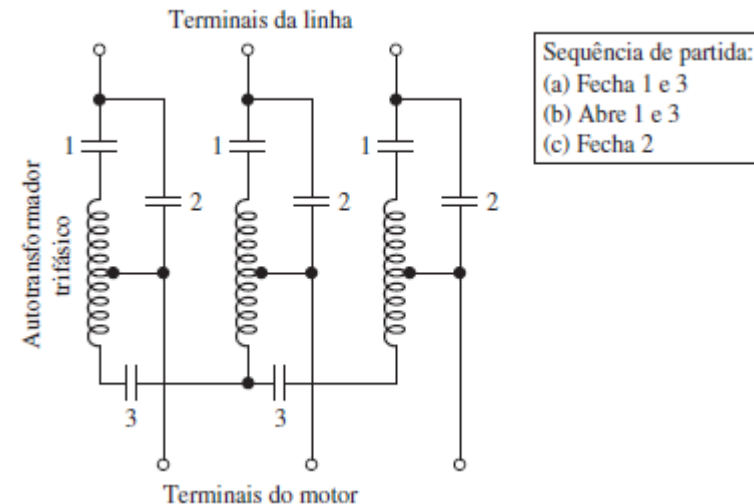 Terminais da linha
Sequência de partida:
(a) Fecha 1 e 3
(b) Abre 1 e 3
(c) Fecha 2
1
1
1
2
2
2
Autotransformador
trifásico
3
3
Terminais do motor